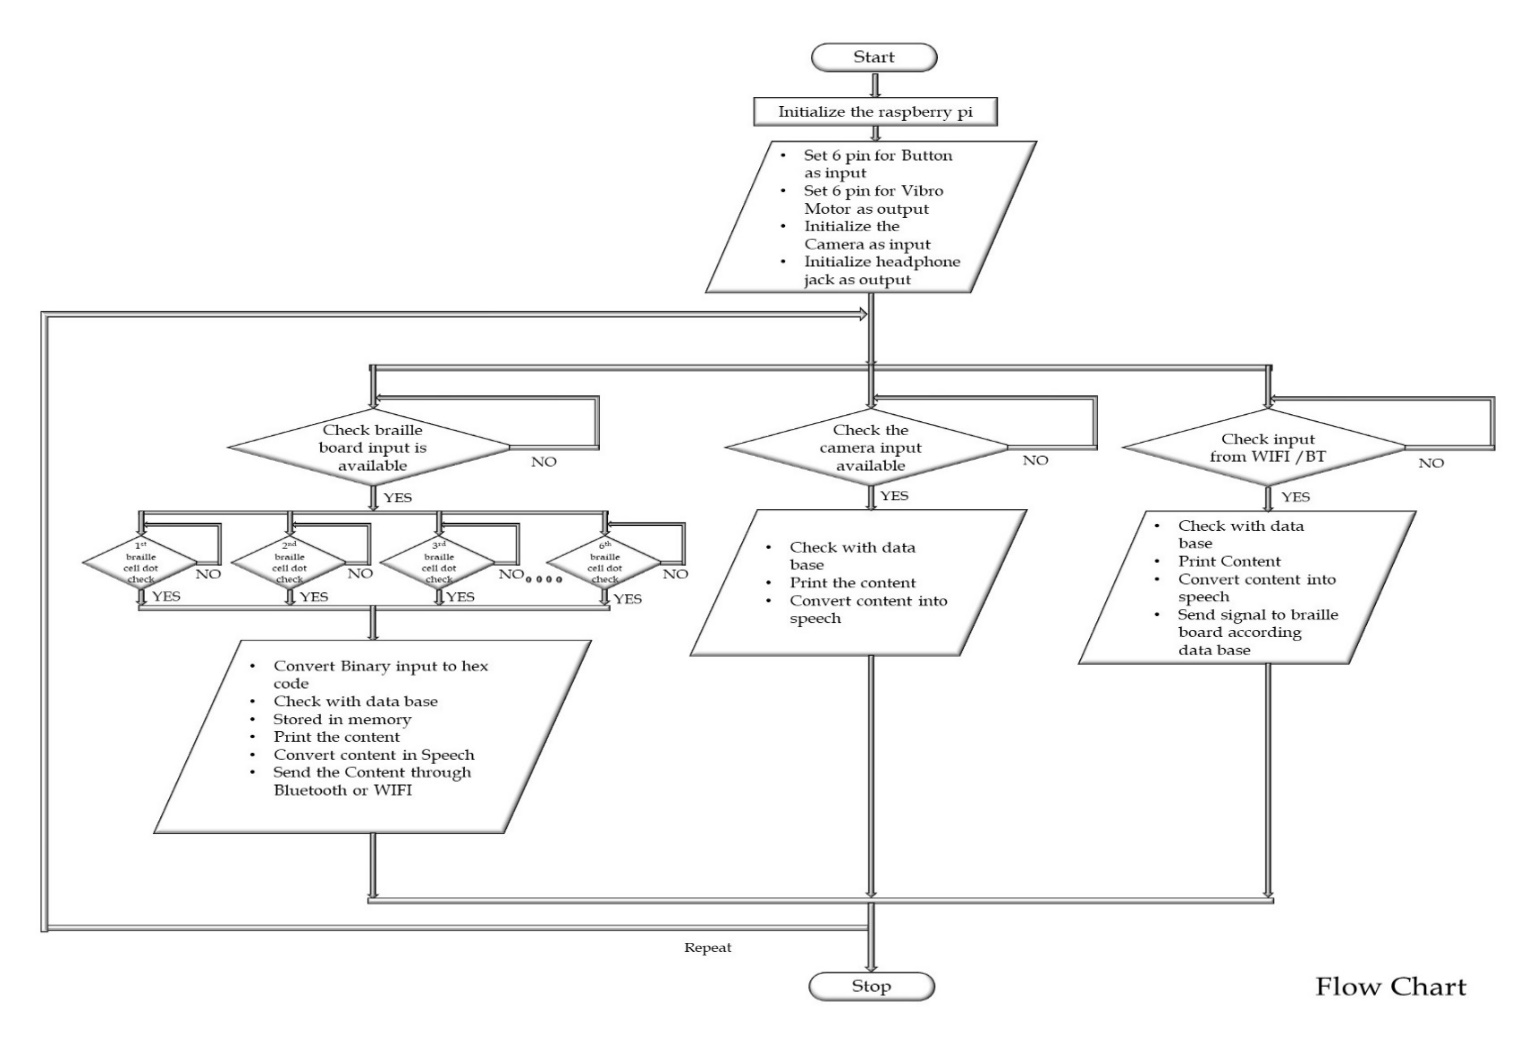 Start
Initialize the raspberry pi
• Set 6 pin for Button
as input
• Set 6 pin for Vibro
Motor as output
• Initialize the
Camera as input
• Initialize headphone
jack as output
Check braille
board input is
available
NO
YES
Check the
camera input
available
NO
YES
Check input
from WIFI /BT
NO
YES
1st
braille
cell dot
check
NO
YES
2nd
braille
cell dot
check
NO
YES
3rd
braille
cell dot
check
NO
YES
6th
braille
cell dot
check
NO
YES
• Convert Binary input to hex
code
• Check with data base
• Stored in memory
• Print the content
• Convert content in Speech
• Send the Content through
Bluetooth or WIFI
• Check with data
base
• Print the content
• Convert content into
speech
• Check with data
base
• Print Content
• Convert content into
speech
• Send signal to braille
board according
data base
Repeat
Stop
Flow Chart